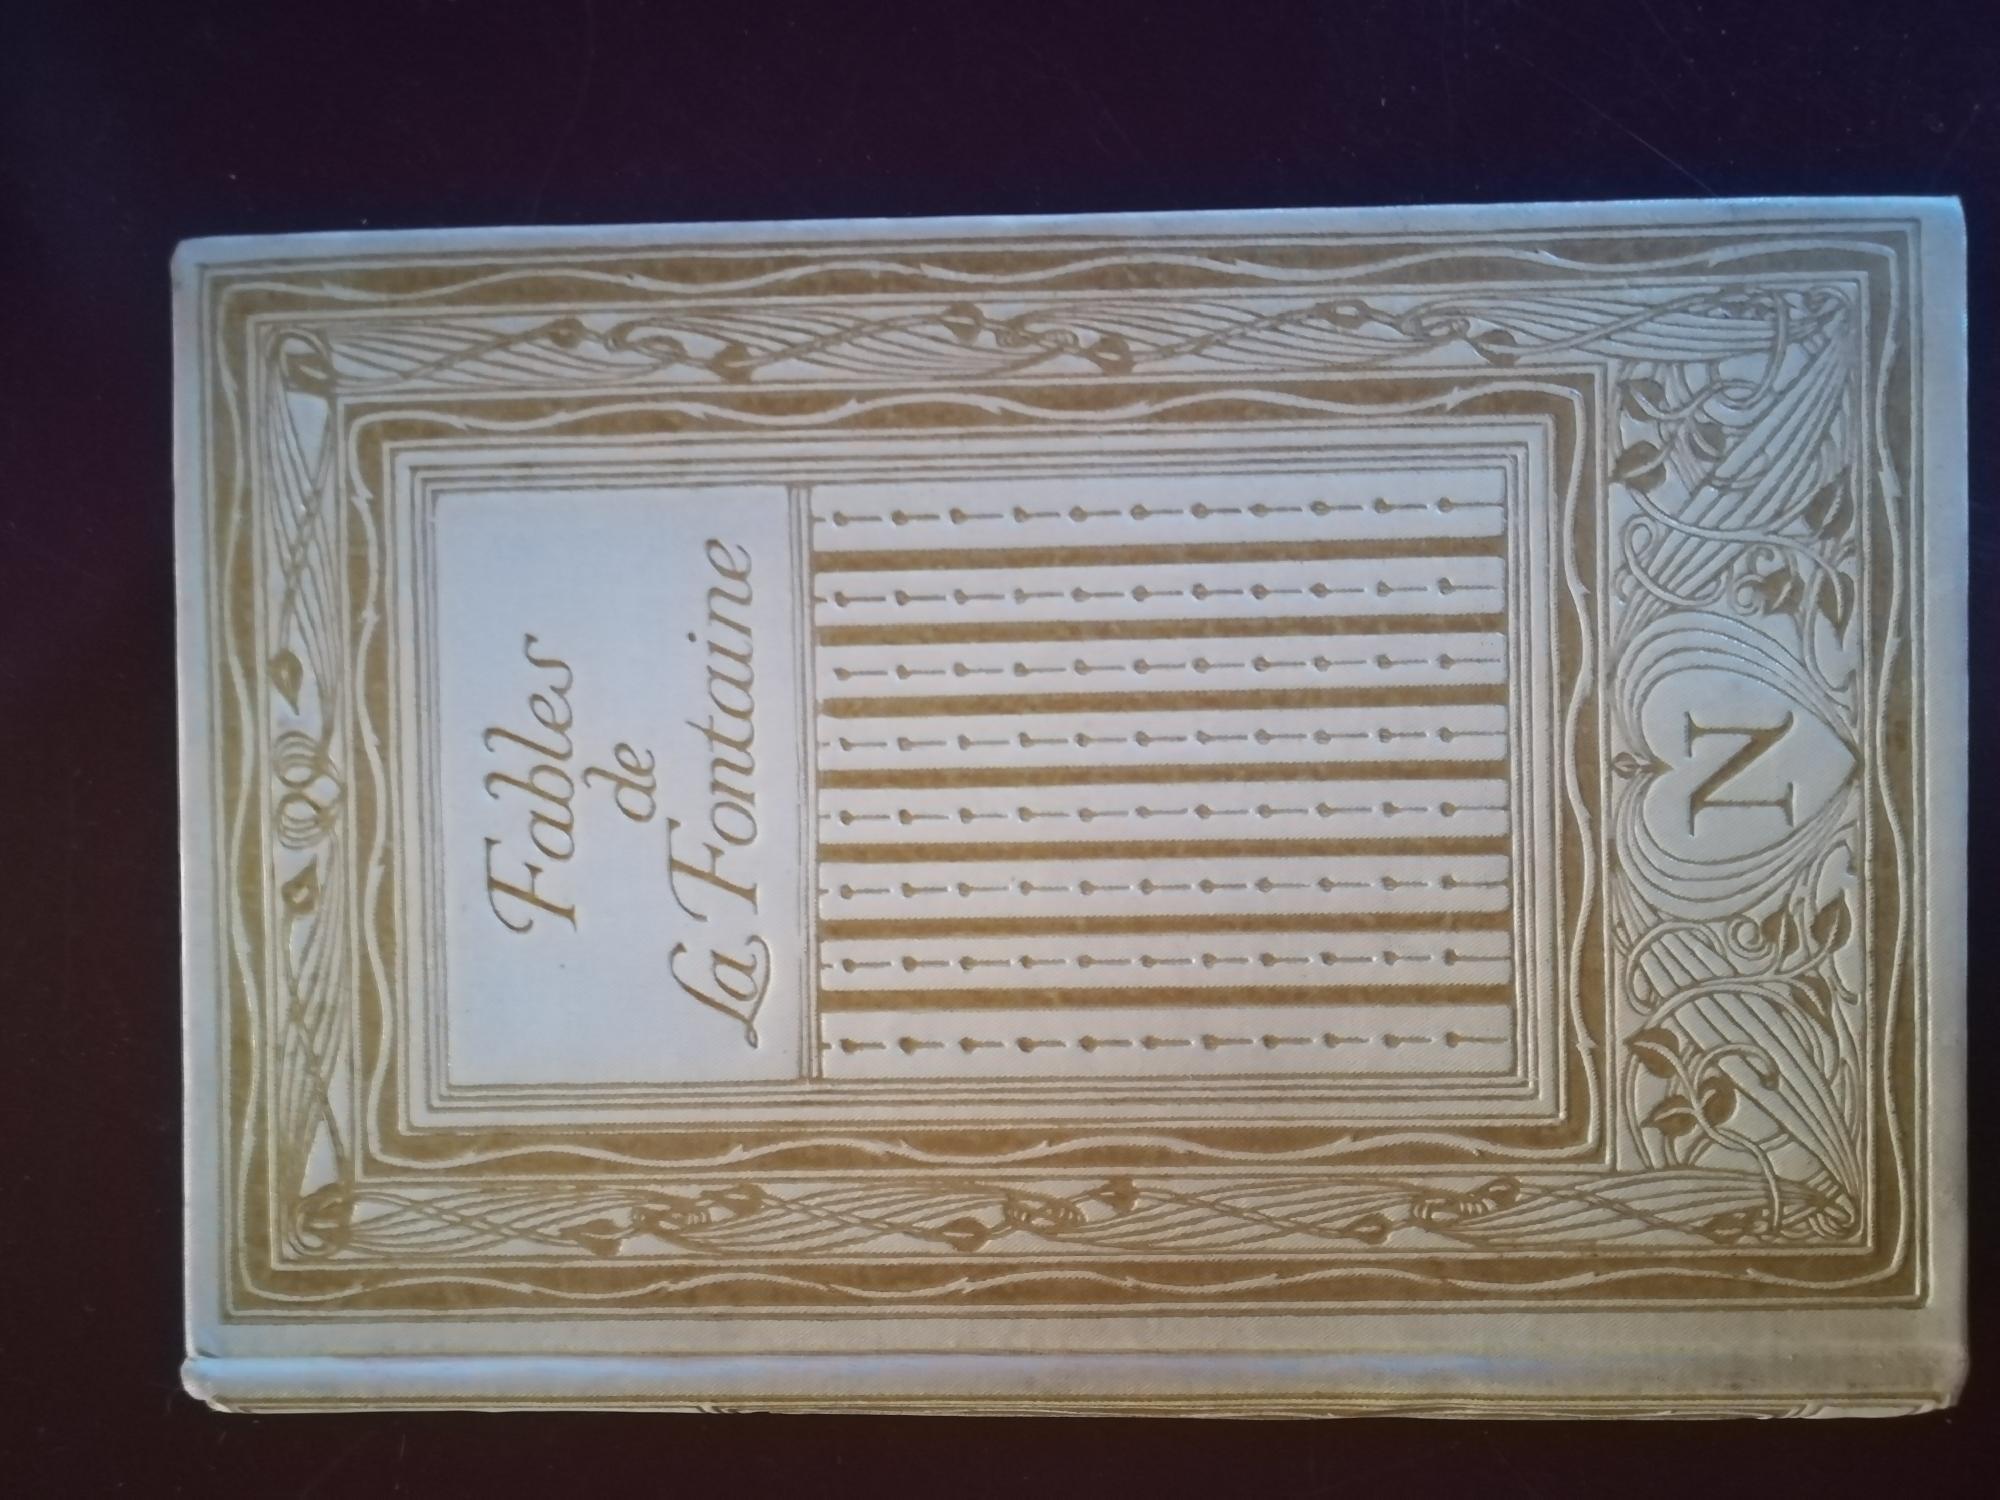 Fables
de
La Fontaine
N